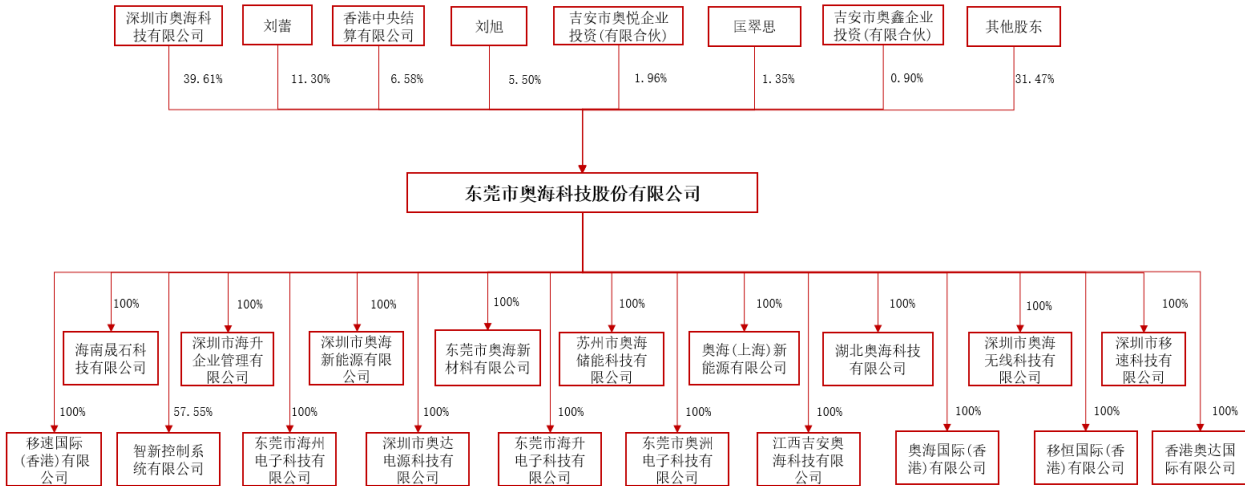 深圳市奥海科
技有限公司
刘蕾
香港中央结
算有限公司
刘旭
吉安市奥悦企业
投资(有限合伙)
匡翠思
吉安市奥鑫企业
投资(有限合伙)
其他股东
39.61%
11.30%
6.58%
5.50%
1.96%
1.35%
0.90%
31.47%
东莞市奥海科技股份有限公司
100%
100%
100%
100%
100%
100%
100%
100%
100%
海南晟石科
技有限公司
深圳市海升
企业管理有
限公司
深圳市奥海
新能源有限
公司
东莞市奥海新
材料有限公司
苏州市奥海
储能科技有
限公司
奥海(上海)新
能源有限公司
湖北奥海科技
有限公司
深圳市奥海
无线科技有
限公司
深圳市移
速科技有
限公司
100%
57.55%
100%
100%
100%
100%
100%
100%
100%
100%
移速国际
(香港)有限
公司
智新控制系
统有限公司
东莞市海州
电子科技有
限公司
深圳市奥达
电源科技有
限公司
东莞市海升
电子科技有
限公司
东莞市奥洲
电子科技有
限公司
江西吉安奥
海科技有限
公司
奥海国际(香
港)有限公司
移恒国际(香
港)有限公司
香港奥达国
际有限公司